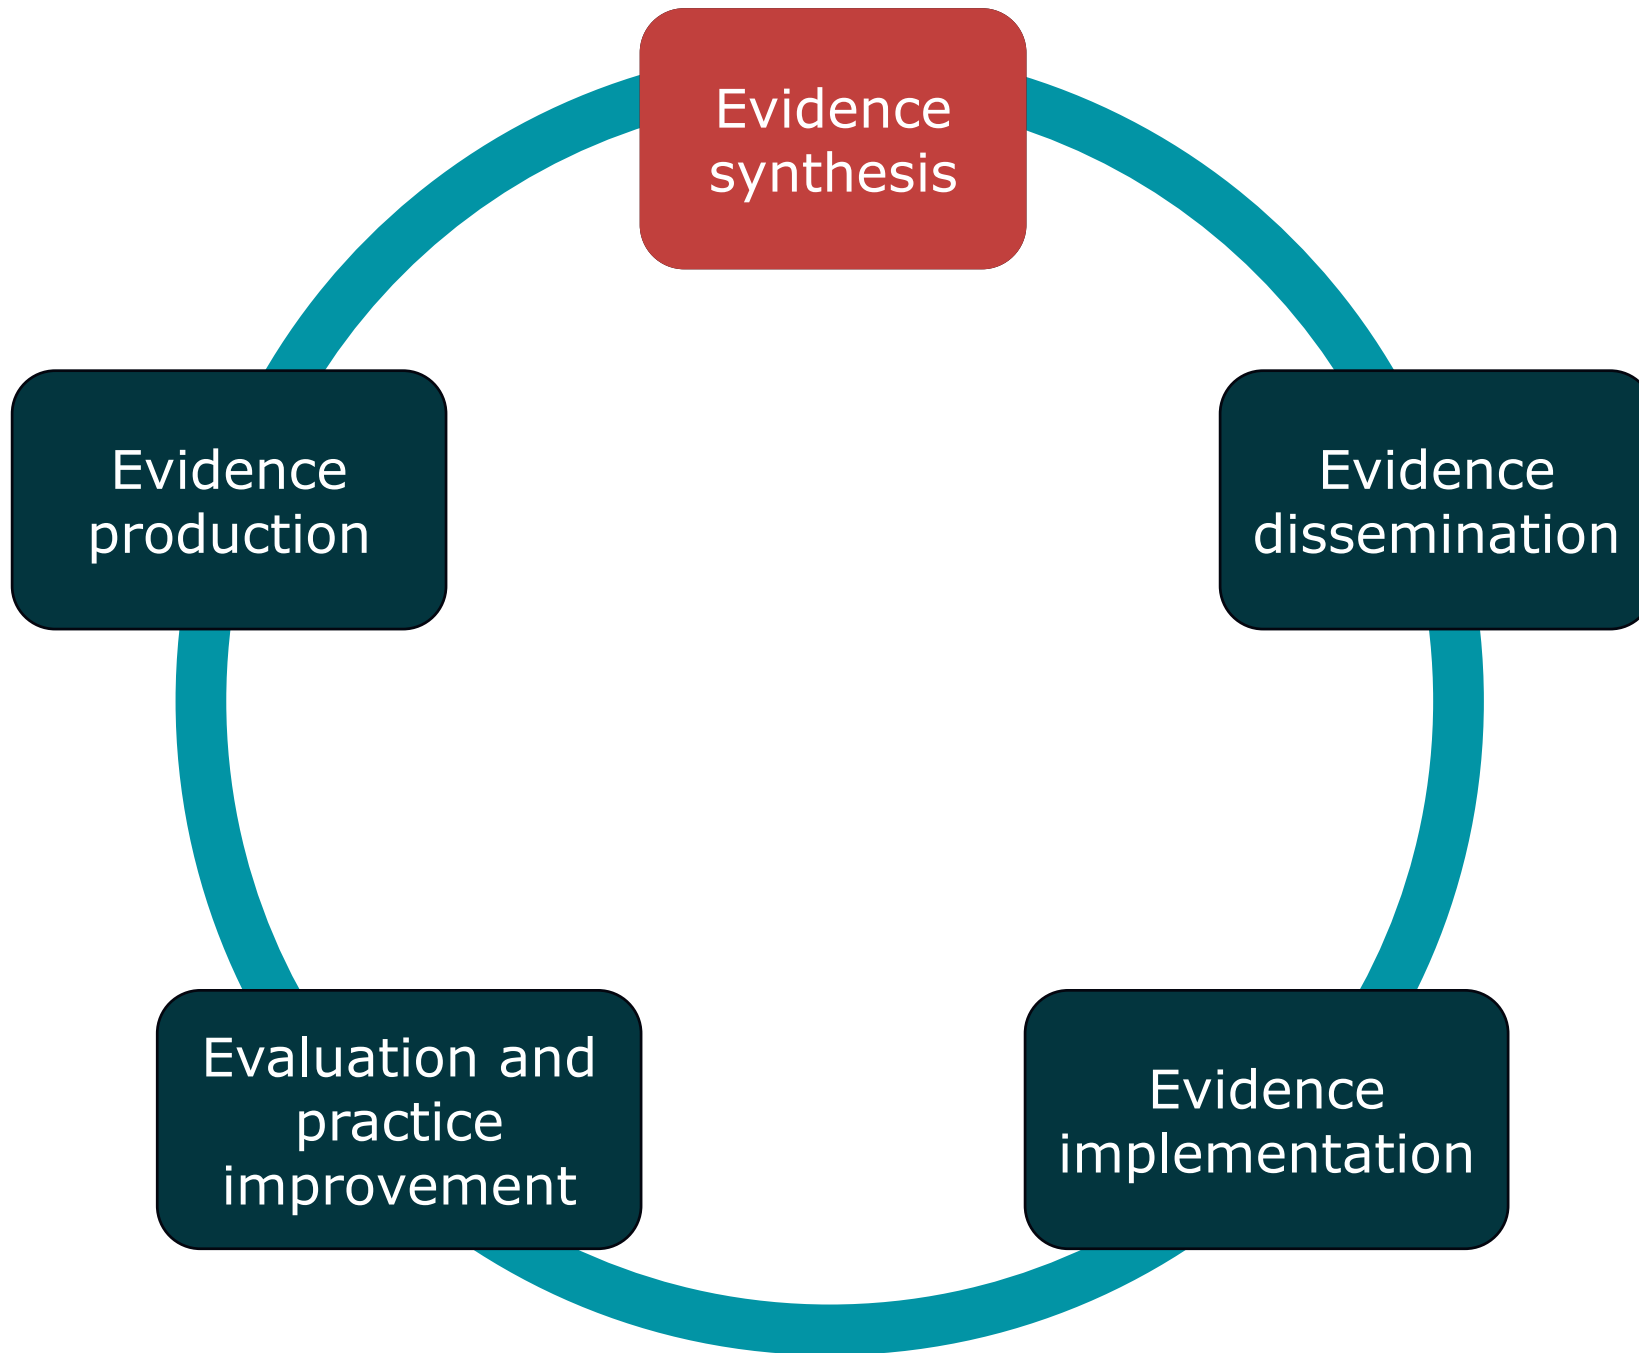 Evidence
synthesis
Evidence
production
Evidence
dissemination
Evaluation and
practice
improvement
Evidence
implementation